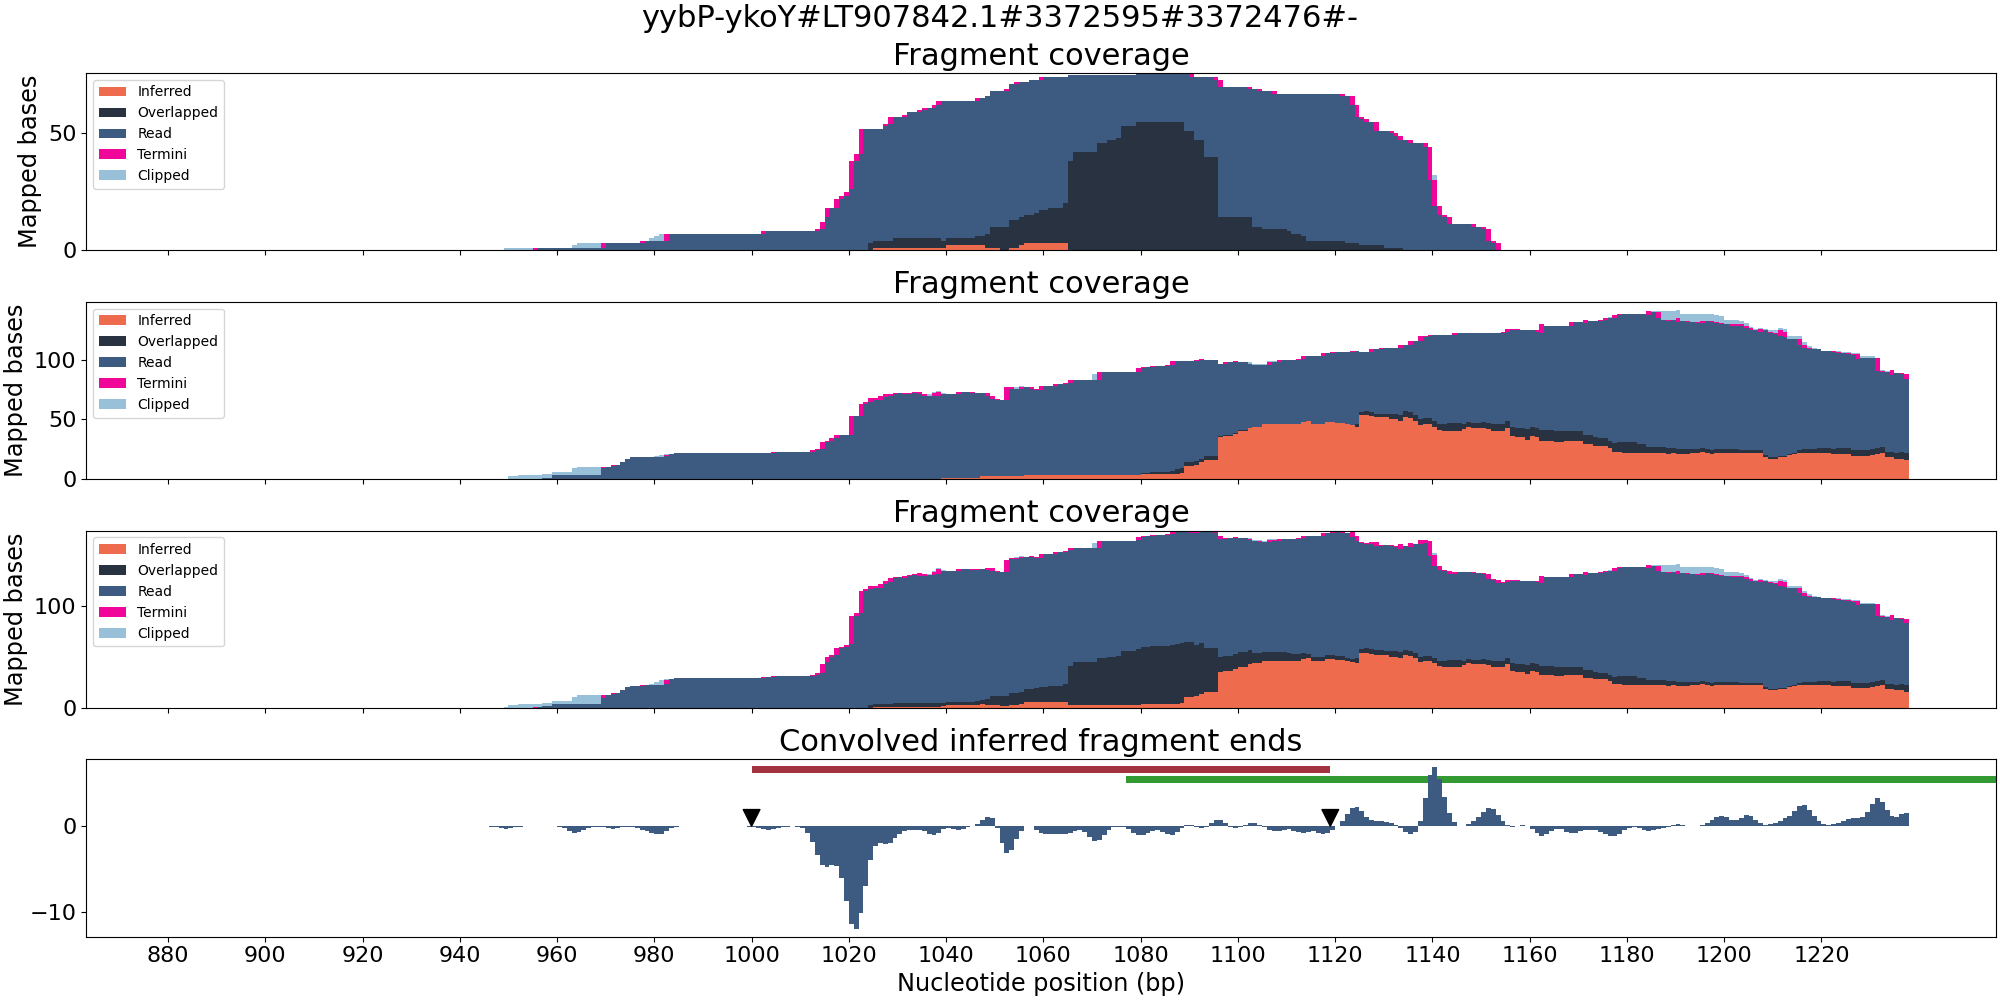 yybP-ykoY#LT907842.1#3372595#3372476#-
Fragment coverage
Mapped bases
50
0
Inferred
Overlapped
Read
Termini
Clipped
Fragment coverage
Mapped bases
100
50
0
Inferred
Overlapped
Read
Termini
Clipped
Fragment coverage
Mapped bases
100
0
Inferred
Overlapped
Read
Termini
Clipped
Convolved inferred fragment ends
0
−10
880 900 920 940 960 980 1000 1020 1040 1060 1080 1100 1120 1140 1160 1180 1200 1220
Nucleotide position (bp)